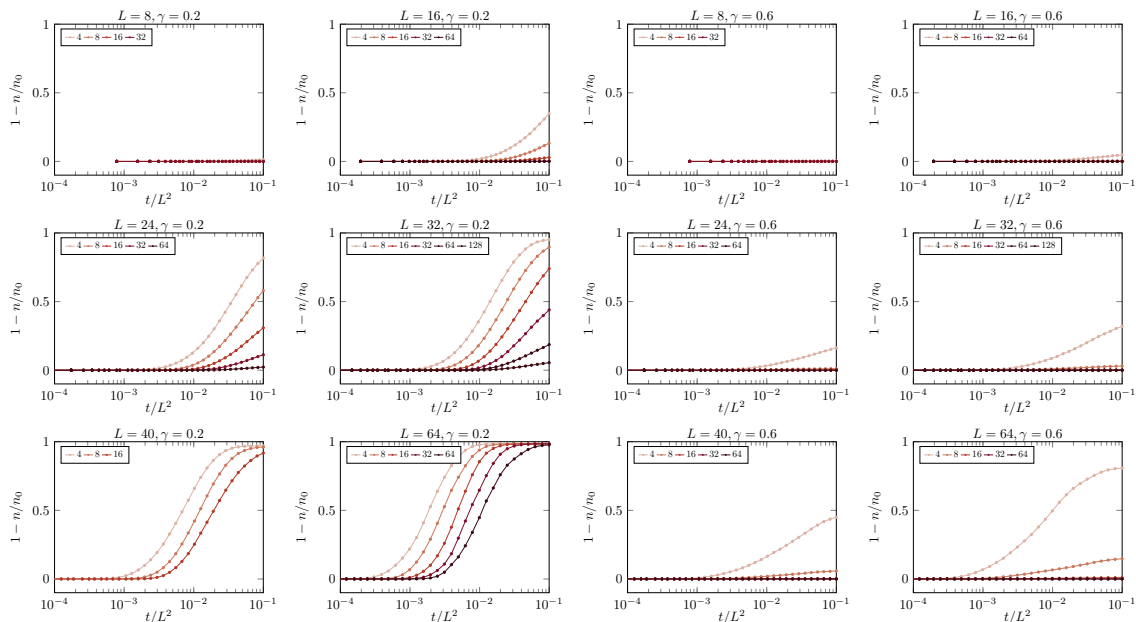 L = 8, γ = 0.2
4 8 16 32
1 − n/n₀
1
0.5
0
10⁻⁴ 10⁻³ 10⁻² 10⁻¹
t/L²
L = 16, γ = 0.2
4 8 16 32 64
1 − n/n₀
1
0.5
0
10⁻⁴ 10⁻³ 10⁻² 10⁻¹
t/L²
L = 8, γ = 0.6
4 8 16 32
1 − n/n₀
1
0.5
0
10⁻⁴ 10⁻³ 10⁻² 10⁻¹
t/L²
L = 16, γ = 0.6
4 8 16 32 64
1 − n/n₀
1
0.5
0
10⁻⁴ 10⁻³ 10⁻² 10⁻¹
t/L²
L = 24, γ = 0.2
4 8 16 32 64
1 − n/n₀
1
0.5
0
10⁻⁴ 10⁻³ 10⁻² 10⁻¹
t/L²
L = 32, γ = 0.2
4 8 16 32 64 128
1 − n/n₀
1
0.5
0
10⁻⁴ 10⁻³ 10⁻² 10⁻¹
t/L²
L = 24, γ = 0.6
4 8 16 32 64
1 − n/n₀
1
0.5
0
10⁻⁴ 10⁻³ 10⁻² 10⁻¹
t/L²
L = 32, γ = 0.6
4 8 16 32 64 128
1 − n/n₀
1
0.5
0
10⁻⁴ 10⁻³ 10⁻² 10⁻¹
t/L²
L = 40, γ = 0.2
4 8 16
1 − n/n₀
1
0.5
0
10⁻⁴ 10⁻³ 10⁻² 10⁻¹
t/L²
L = 64, γ = 0.2
4 8 16 32 64
1 − n/n₀
1
0.5
0
10⁻⁴ 10⁻³ 10⁻² 10⁻¹
t/L²
L = 40, γ = 0.6
4 8 16 32 64
1 − n/n₀
1
0.5
0
10⁻⁴ 10⁻³ 10⁻² 10⁻¹
t/L²
L = 64, γ = 0.6
4 8 16 32 64
1 − n/n₀
1
0.5
0
10⁻⁴ 10⁻³ 10⁻² 10⁻¹
t/L²